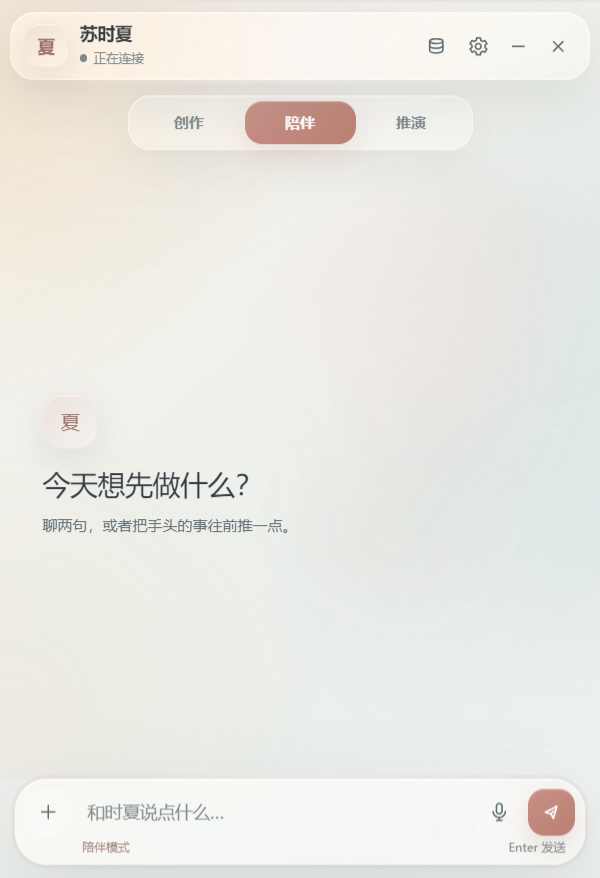 夏
苏时夏
正在连接
创作
陪伴
推演
夏
今天想先做什么?
聊两句，或者把手头的事往前推一点。
和时夏说点什么...
陪伴模式
Enter 发送